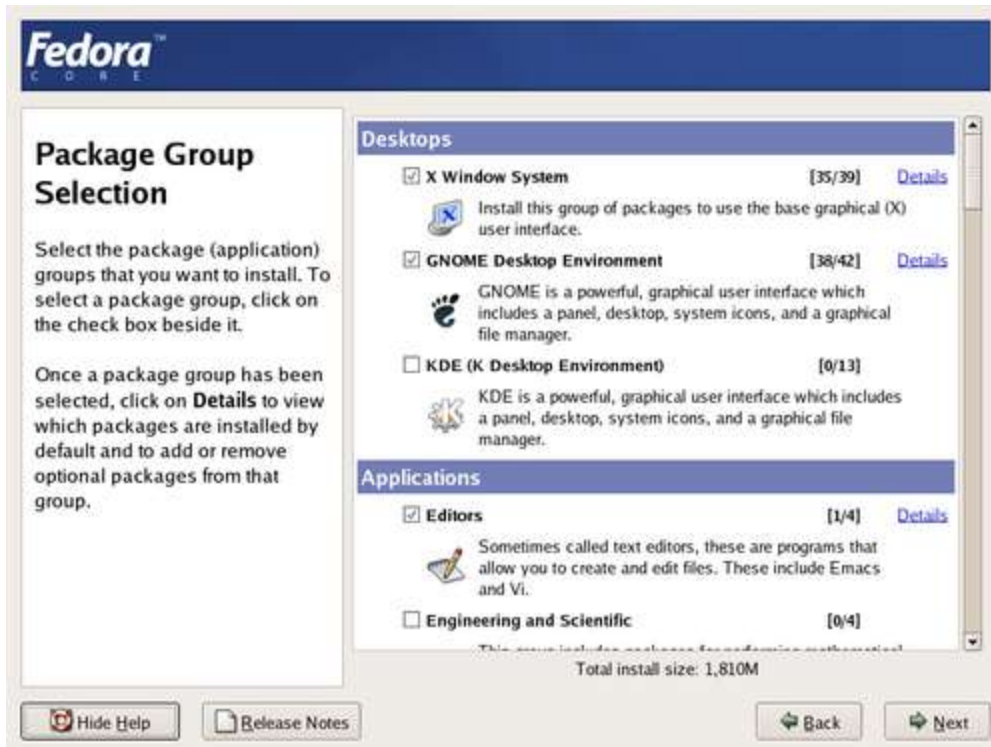 Fedora™
CORE
Package Group
Selection
Select the package (application)
groups that you want to install. To
select a package group, click on
the check box beside it.
Once a package group has been
selected, click on Details to view
which packages are installed by
default and to add or remove
optional packages from that
group.
Desktops
X Window System [35/39] Details
Install this group of packages to use the base graphical (X)
user interface.
GNOME Desktop Environment [38/42] Details
GNOME is a powerful, graphical user interface which
includes a panel, desktop, system icons, and a graphical
file manager.
KDE (K Desktop Environment) [0/13]
KDE is a powerful, graphical user interface which includes
a panel, desktop, system icons, and a graphical file
manager.
Applications
Editors [1/4] Details
Sometimes called text editors, these are programs that
allow you to create and edit files. These include Emacs
and Vi.
Engineering and Scientific [0/4]
This group includes packages for performing mathematical
Total install size: 1,810M
Hide Help
Release Notes
Back
Next